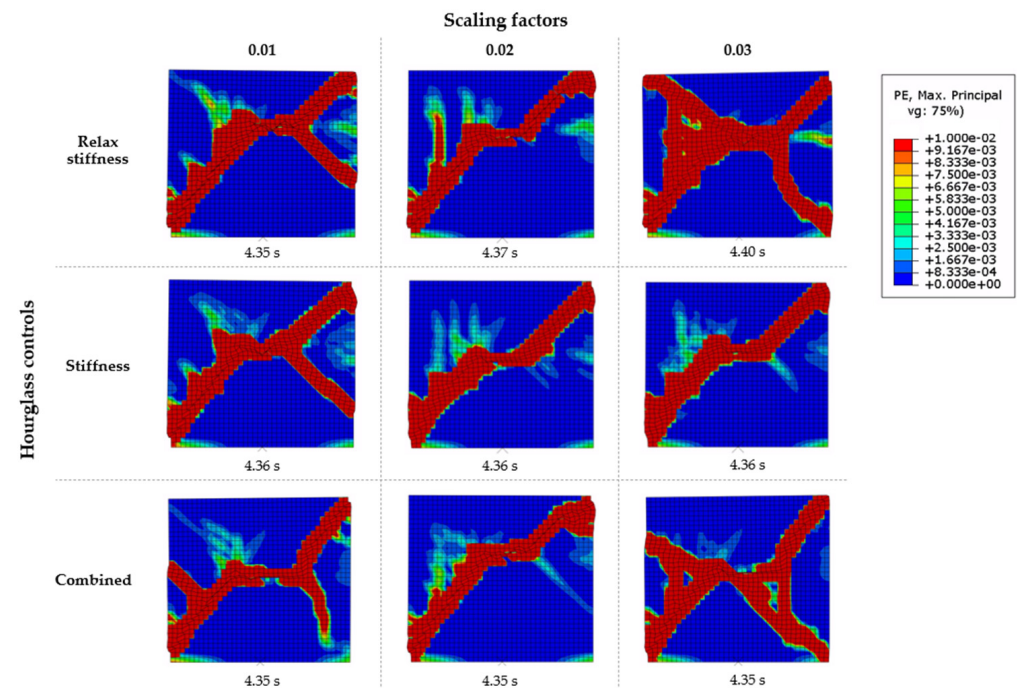 Scaling factors
0.01 0.02 0.03
PE, Max. Principal
vg: 75%)
+1.000e-02
+9.167e-03
+8.333e-03
+7.500e-03
+6.667e-03
+5.833e-03
+5.000e-03
+4.167e-03
+3.333e-03
+2.500e-03
+1.667e-03
+8.333e-04
+0.000e+00
Hourglass controls
Relax
stiffness
4.35 s 4.37 s 4.40 s
Stiffness
4.36 s 4.36 s 4.36 s
Combined
4.35 s 4.35 s 4.35 s